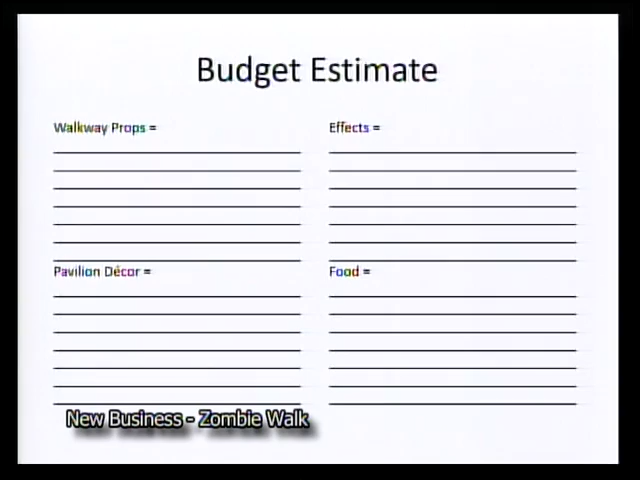 Budget Estimate
Walkway Props =
Effects =
Pavilion Décor =
Food =
New Business - Zombie Walk